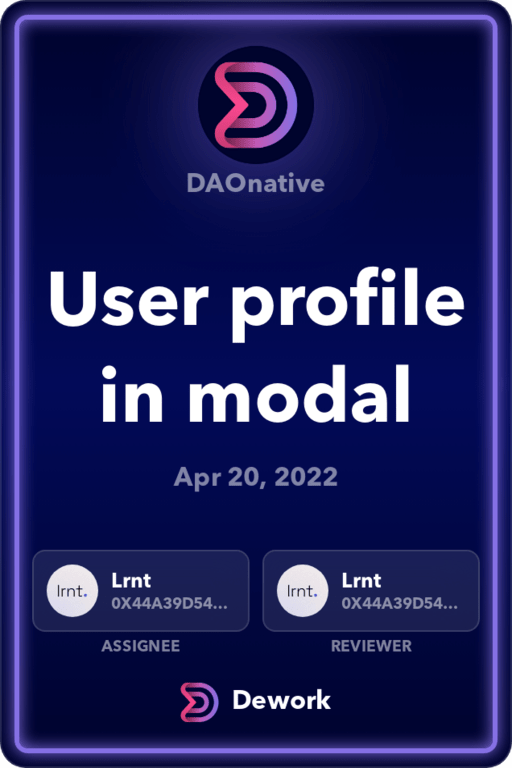 DAOnative
User profile
in modal
Apr 20, 2022
lrnt.
Lrnt
0X44A39D54...
ASSIGNEE
lrnt.
Lrnt
0X44A39D54...
REVIEWER
Dework